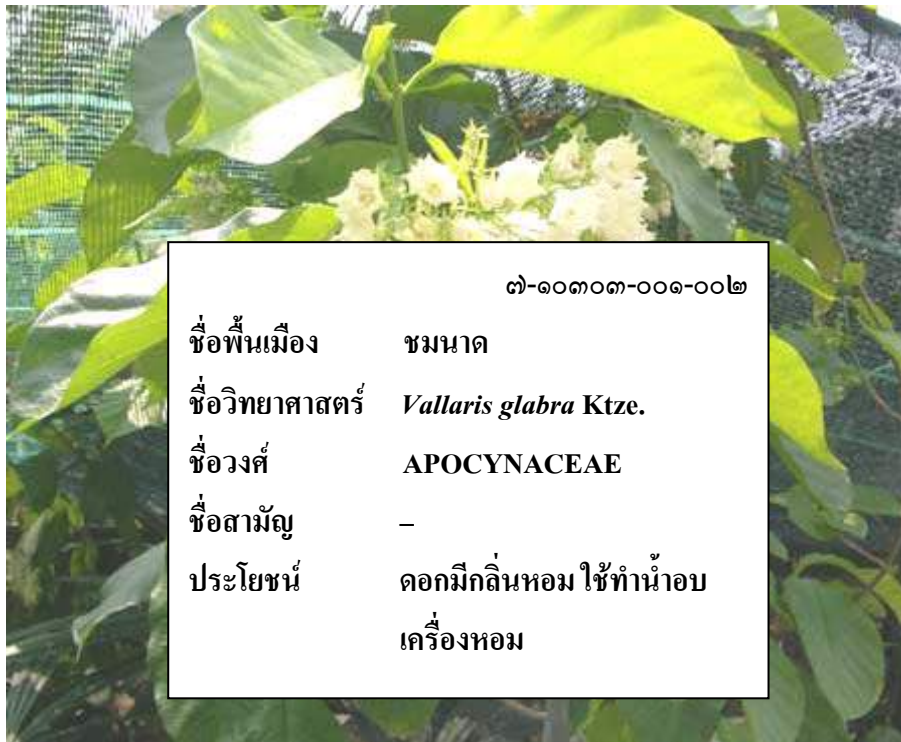 ๗-๑๐๓๐๓-๐๐๑-๐๐๒
ชื่อพื้นเมือง ชมนาด
ชื่อวิทยาศาสตร์ Vallaris glabra Ktze.
ชื่อวงศ์ APOCYNACEAE
ชื่อสามัญ –
ประโยชน์ ดอกมีกลิ่นหอม ใช้ทำน้ำอบ
เครื่องหอม